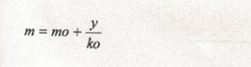 m = mo + y/ko